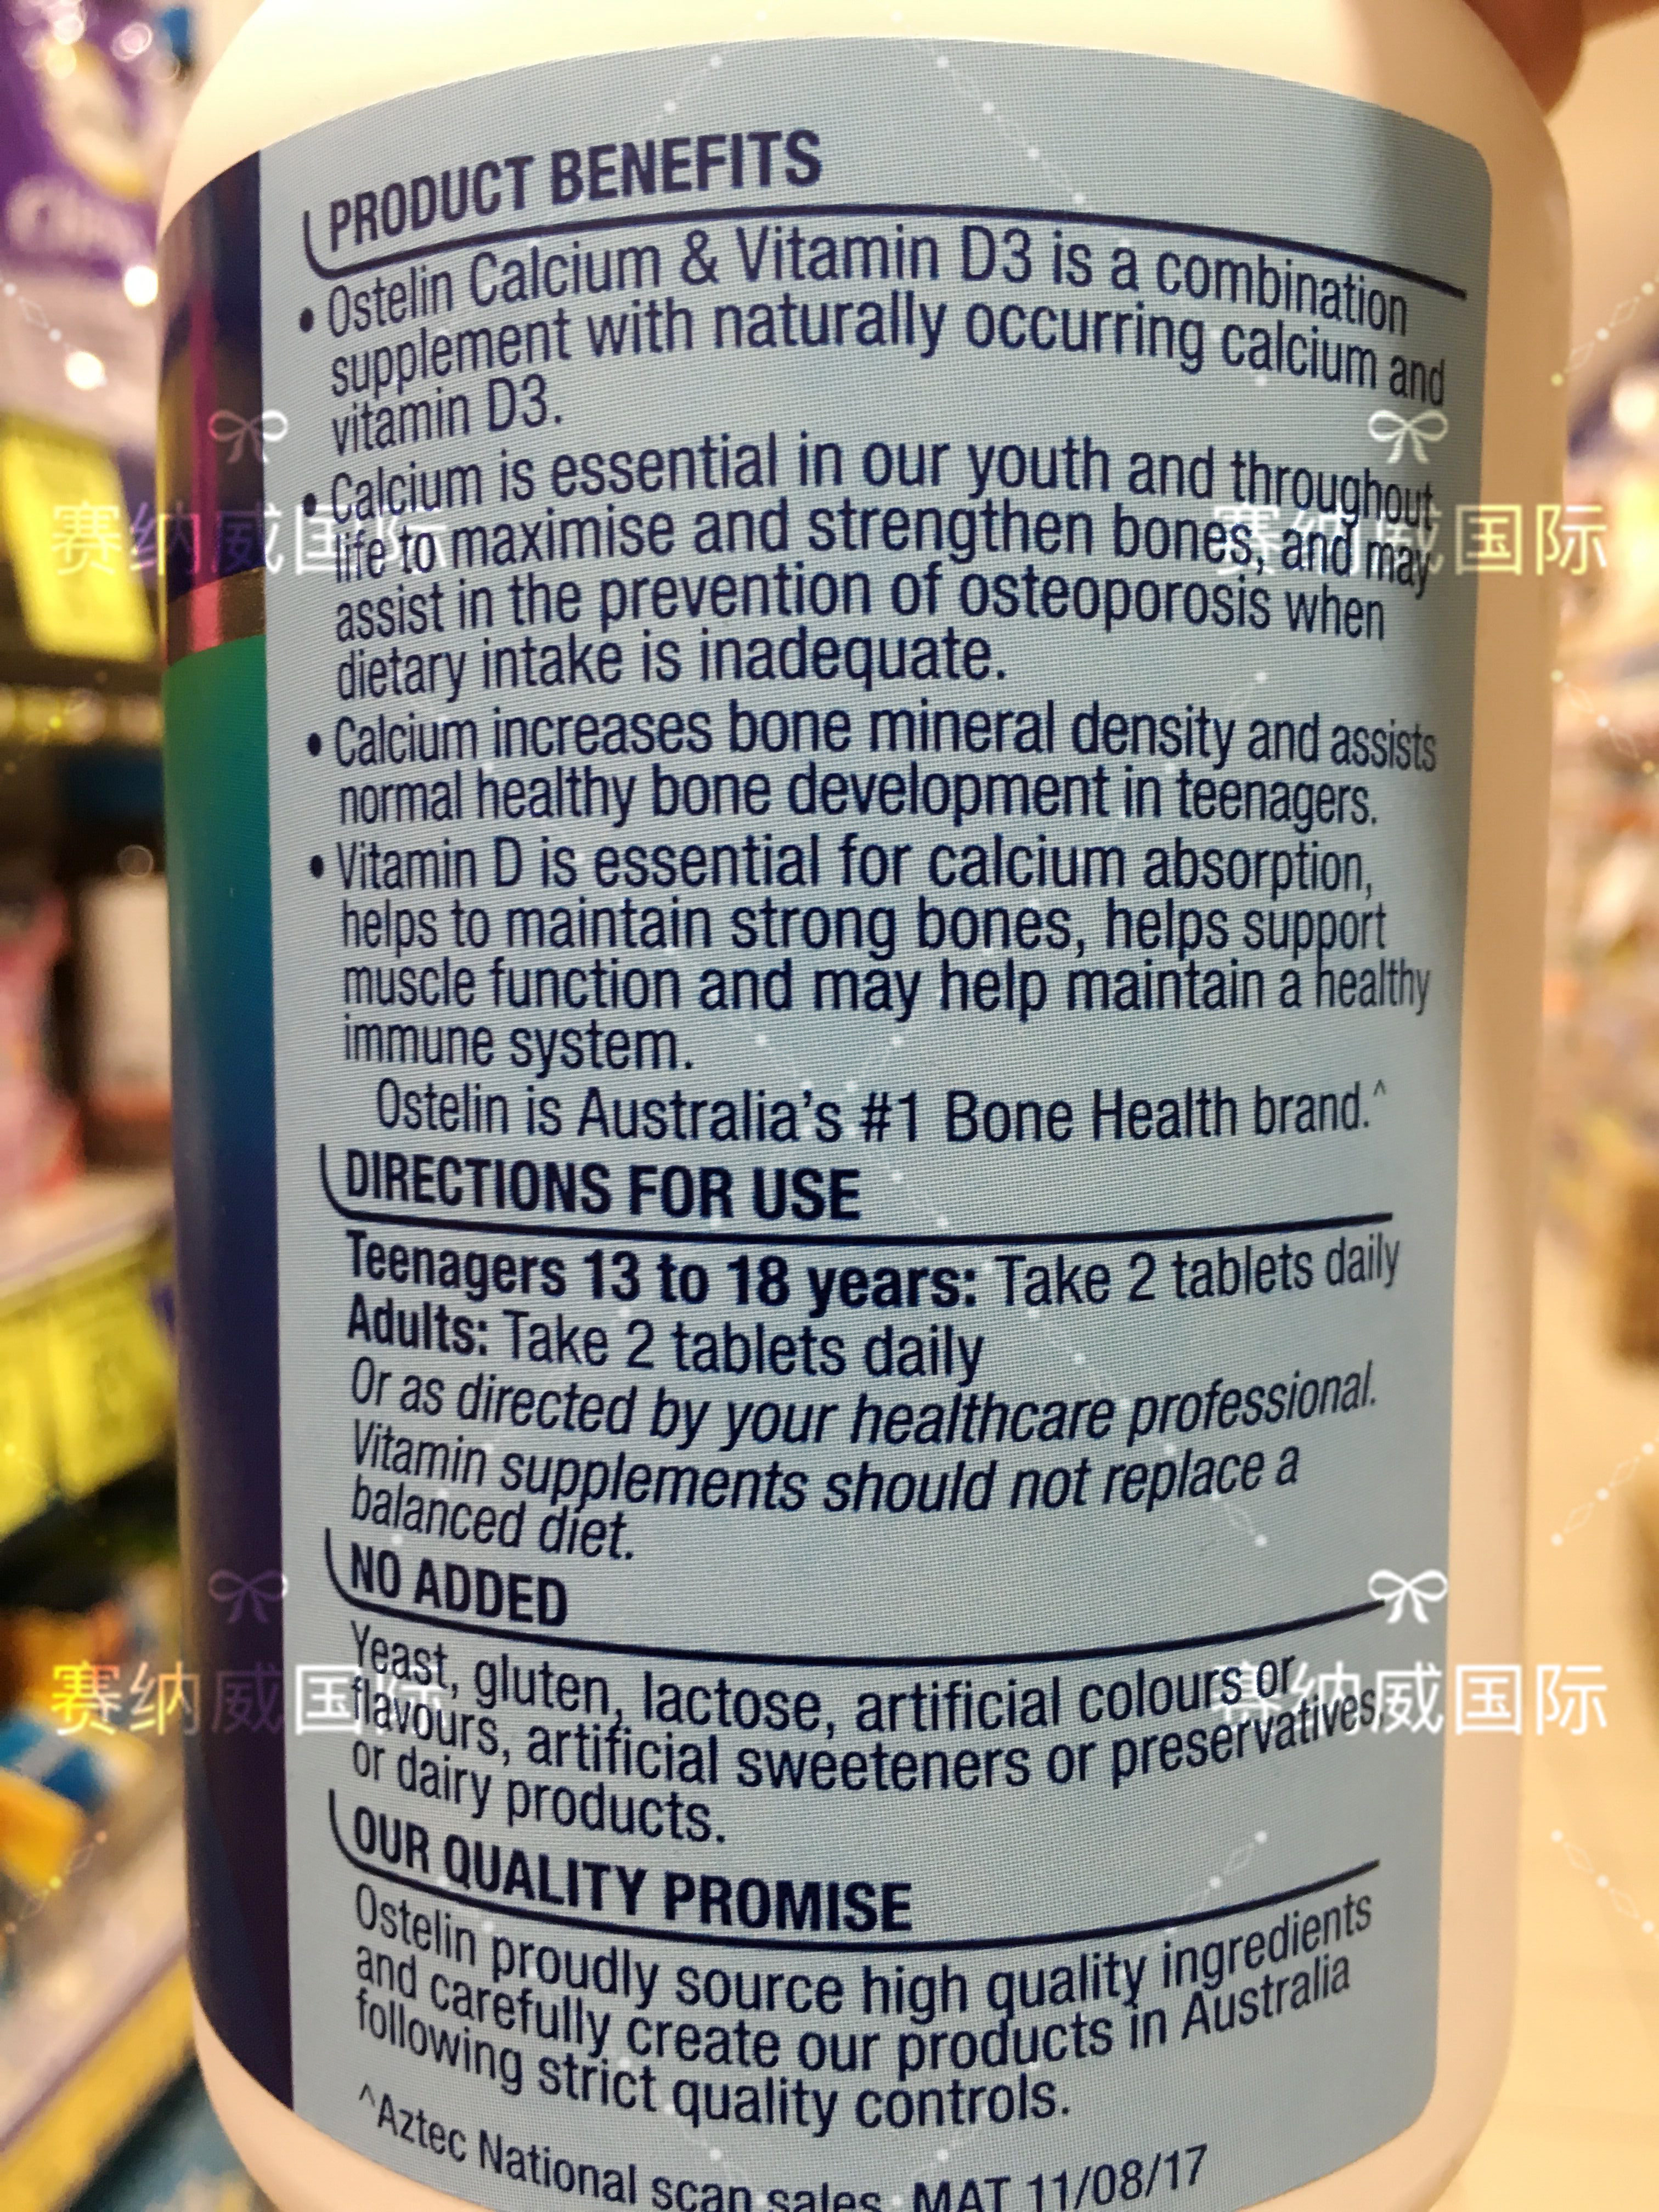 PRODUCT BENEFITS
• Ostelin Calcium & Vitamin D3 is a combination
supplement with naturally occurring calcium and
vitamin D3.
• Calcium is essential in our youth and throughout
life to maximise and strengthen bones, and may
assist in the prevention of osteoporosis when
dietary intake is inadequate.
• Calcium increases bone mineral density and assists
normal healthy bone development in teenagers.
• Vitamin D is essential for calcium absorption,
helps to maintain strong bones, helps support
muscle function and may help maintain a healthy
immune system.
Ostelin is Australia's #1 Bone Health brand.^
DIRECTIONS FOR USE
Teenagers 13 to 18 years: Take 2 tablets daily
Adults: Take 2 tablets daily
Or as directed by your healthcare professional.
Vitamin supplements should not replace a
balanced diet.
NO ADDED
Yeast, gluten, lactose, artificial colours or
flavours, artificial sweeteners or preservatives,
or dairy products.
OUR QUALITY PROMISE
Ostelin proudly source high quality ingredients
and carefully create our products in Australia
following strict quality controls.
^Aztec National scan sales MAT 11/08/17
赛纳威国际
赛纳威国际
赛纳威国际
赛纳威国际